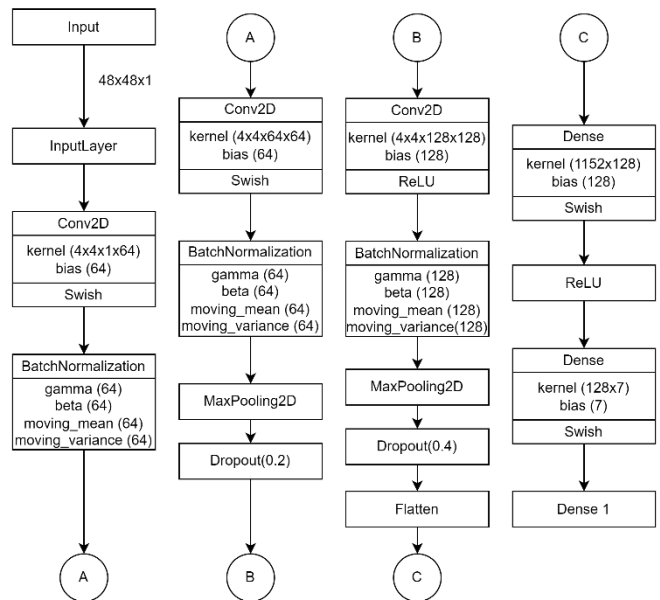 Input
48x48x1
InputLayer
Conv2D
kernel (4x4x1x64)
bias (64)
Swish
BatchNormalization
gamma (64)
beta (64)
moving_mean (64)
moving_variance (64)
A
A
Conv2D
kernel (4x4x64x64)
bias (64)
Swish
BatchNormalization
gamma (64)
beta (64)
moving_mean (64)
moving_variance (64)
MaxPooling2D
Dropout(0.2)
B
B
Conv2D
kernel (4x4x128x128)
bias (128)
ReLU
BatchNormalization
gamma (128)
beta (128)
moving_mean (128)
moving_variance(128)
MaxPooling2D
Dropout(0.4)
Flatten
C
C
Dense
kernel (1152x128)
bias (128)
Swish
ReLU
Dense
kernel (128x7)
bias (7)
Swish
Dense 1